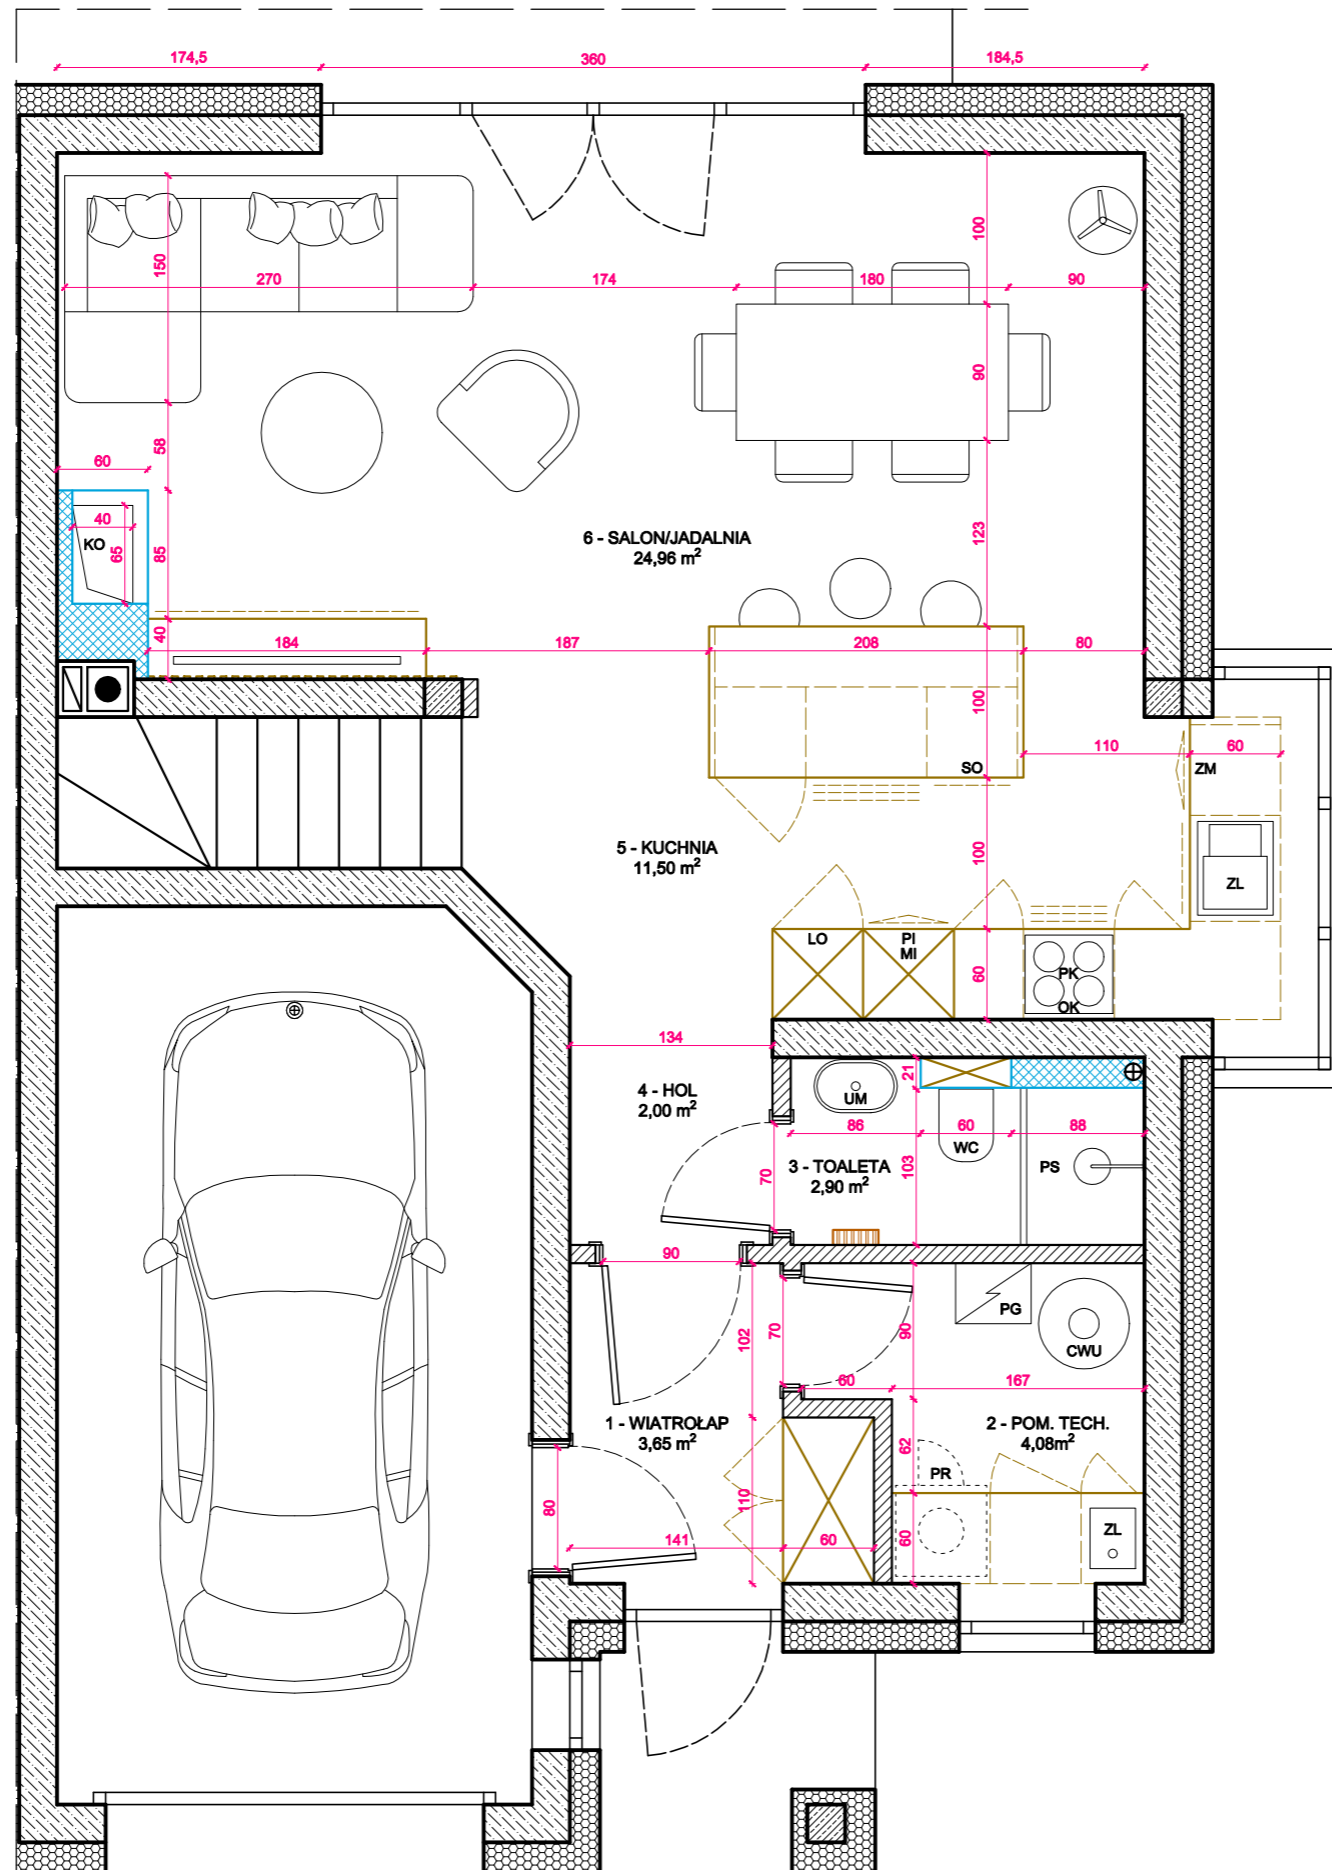 174,5
360
184,5
150
270
174
180
90
100
90
58
60
40
KO
65
85
123
6 - SALON/JADALNIA
24,96 m²
40
184
187
208
80
100
110
60
SO
ZM
5 - KUCHNIA
11,50 m²
100
ZL
LO
PI
MI
60
PK
OK
134
21
4 - HOL
2,00 m²
UM
86
60
88
WC
70
3 - TOALETA
2,90 m²
103
PS
90
102
70
90
PG
CWU
60
167
1 - WIATROŁAP
3,65 m²
2 - POM. TECH.
4,08m²
62
PR
80
110
141
60
60
ZL